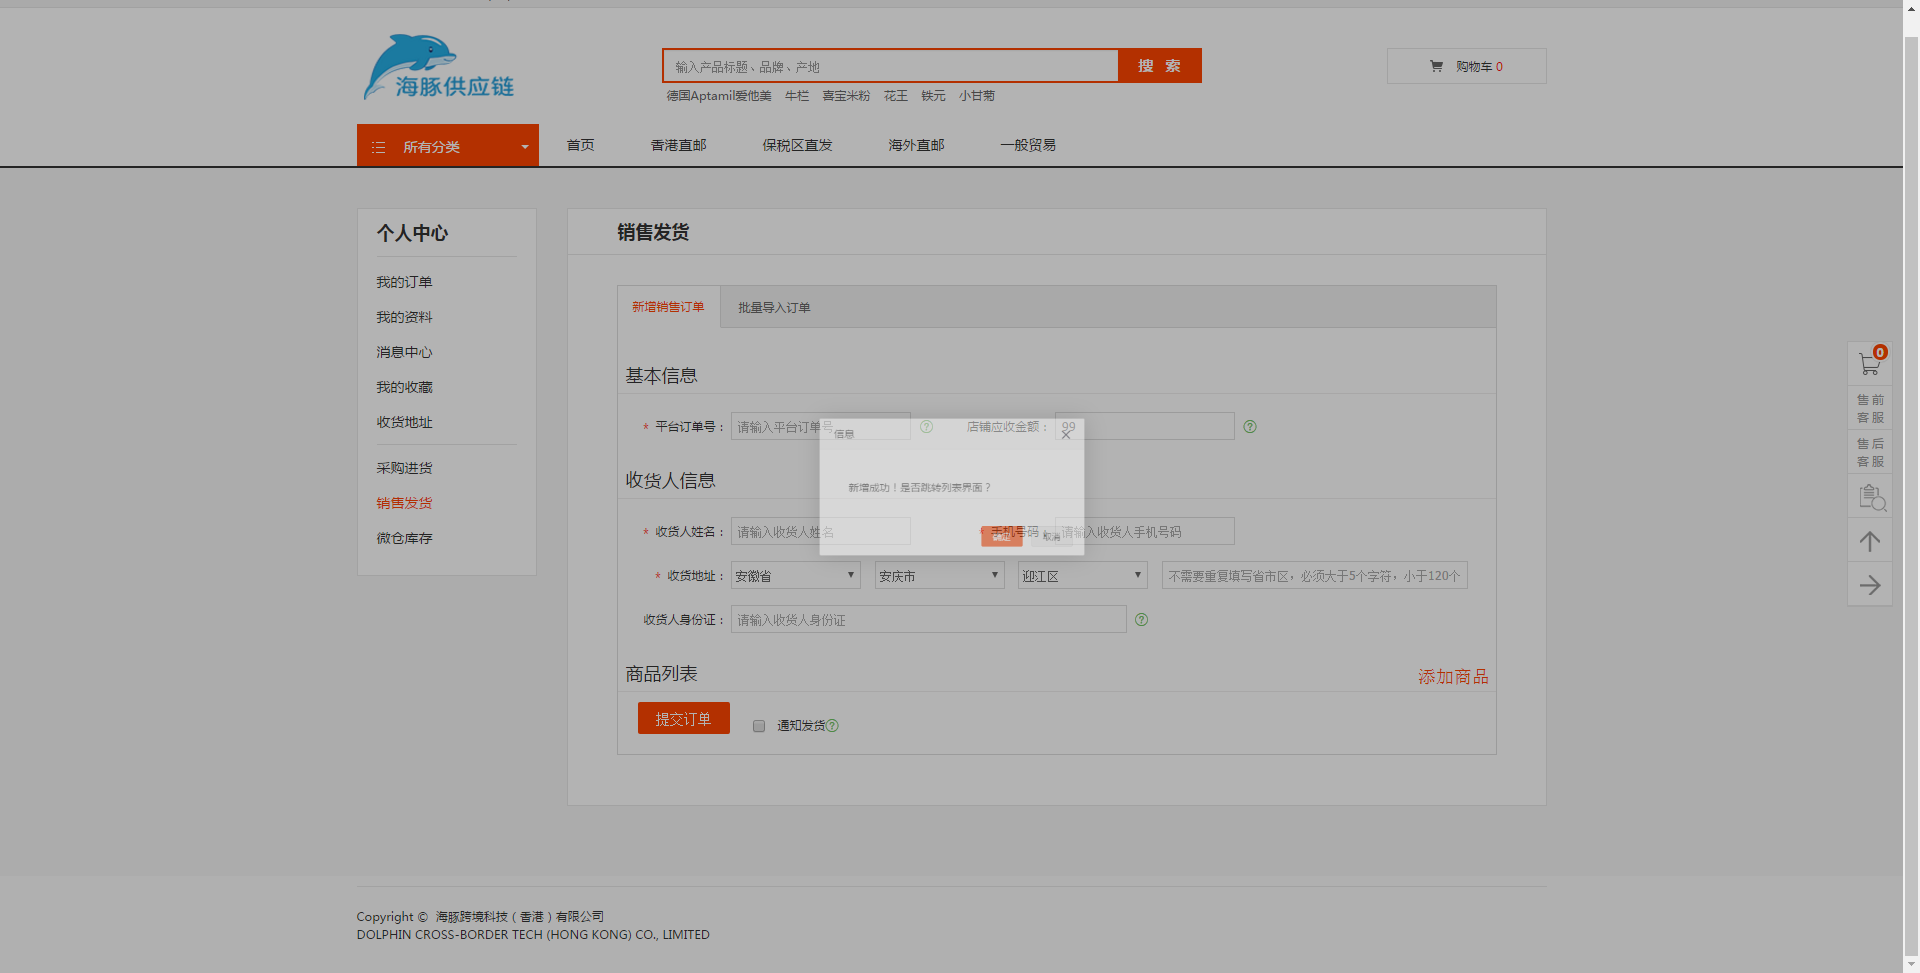 海豚供应链
输入产品标题、品牌、产地
搜 索
购物车 0
德国Aptamil爱他美 牛栏 喜宝米粉 花王 铁元 小甘菊
所有分类 首页 香港直邮 保税区直发 海外直邮 一般贸易
个人中心
我的订单
我的资料
消息中心
我的收藏
收货地址
采购进货
销售发货
微仓库存
销售发货
新增销售订单 批量导入订单
基本信息
* 平台订单号： 请输入平台订单号 店铺应收金额： 99
信息
收货人信息
新增成功！是否跳转列表界面？
* 收货人姓名： 请输入收货人姓名 * 手机号码 请输入收货人手机号码
确定 取消
* 收货地址： 安徽省 安庆市 迎江区 不需要重复填写省市区，必须大于5个字符，小于120个
收货人身份证： 请输入收货人身份证
商品列表 添加商品
提交订单 通知发货
0
售前
客服
售后
客服
Copyright © 海豚跨境科技（香港）有限公司
DOLPHIN CROSS-BORDER TECH (HONG KONG) CO., LIMITED